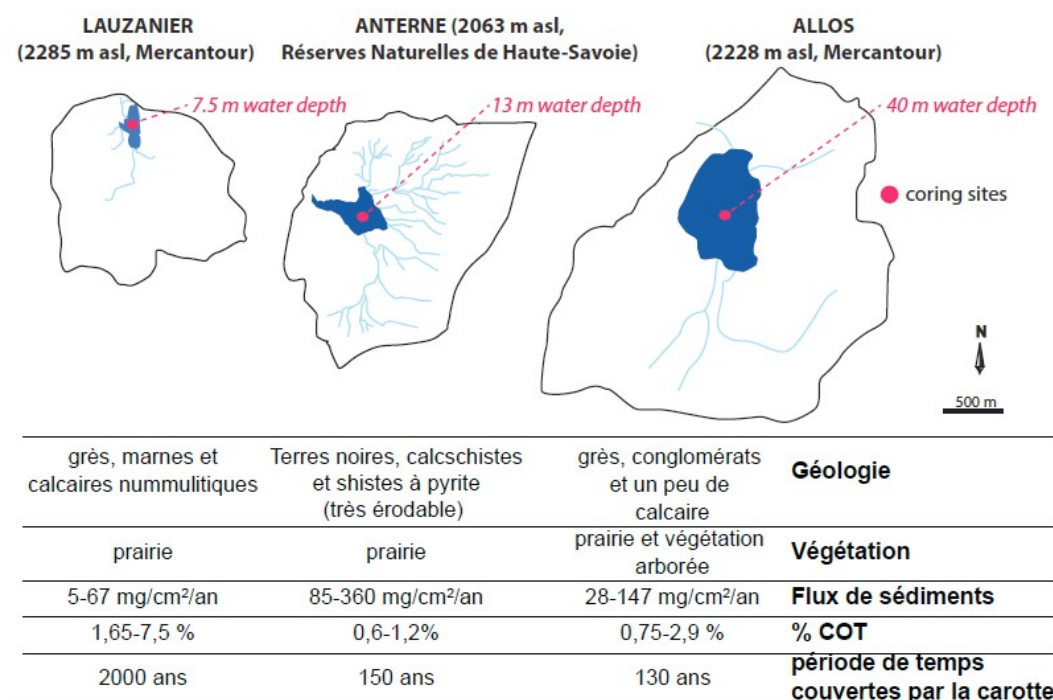 LAUZANIER
(2285 m asl, Mercantour)
ANTERNE (2063 m asl,
Réserves Naturelles de Haute-Savoie)
ALLOS
(2228 m asl, Mercantour)
7.5 m water depth
13 m water depth
40 m water depth
coring sites
N
500 m
grès, marnes et
calcaires nummulitiques
Terres noires, calcschistes
et shistes à pyrite
(très érodable)
grès, conglomérats
et un peu de
calcaire
Géologie
prairie
prairie
prairie et végétation
arborée
Végétation
5-67 mg/cm²/an
85-360 mg/cm²/an
28-147 mg/cm²/an
Flux de sédiments
1,65-7,5 %
0,6-1,2%
0,75-2,9 %
% COT
2000 ans
150 ans
130 ans
période de temps
couvertes par la carotte